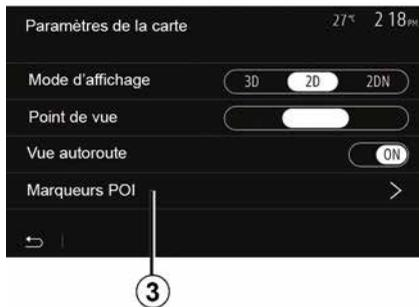 Paramètres de la carte 27°C 2 18PM
Mode d'affichage 3D 2D 2DN
Point de vue
Vue autoroute ON
Marqueurs POI
3